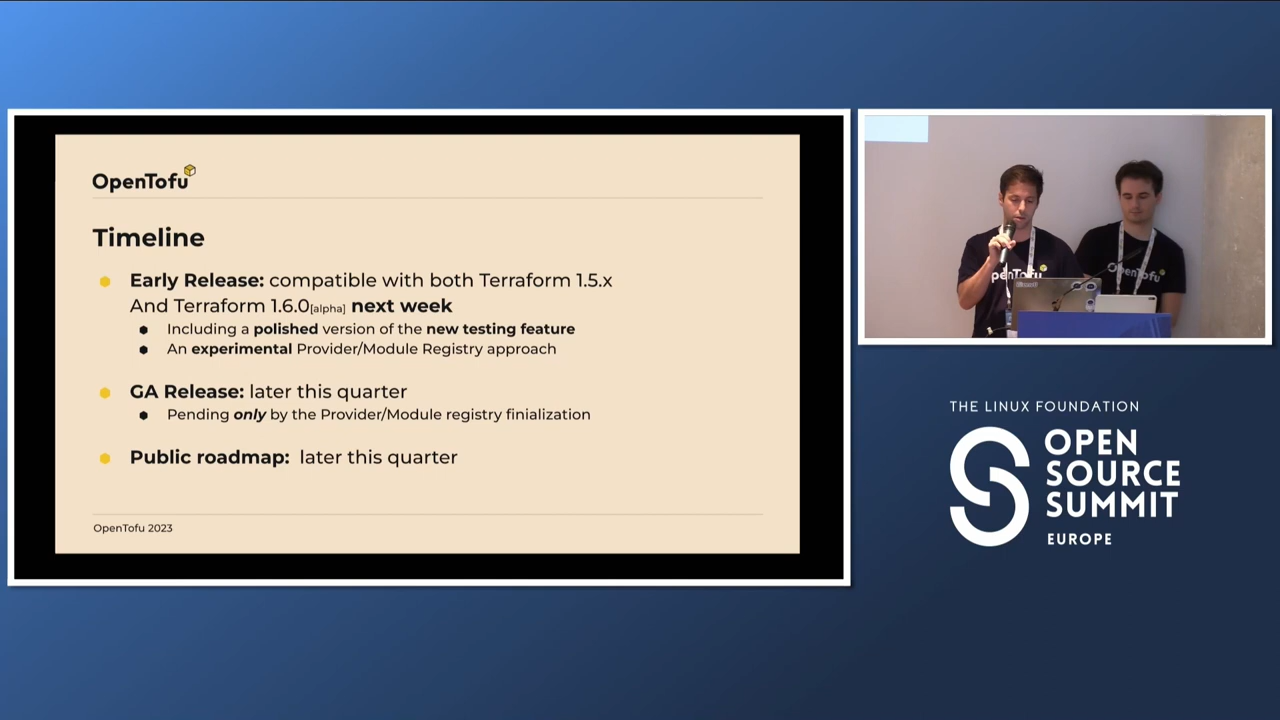 OpenTofu
Timeline
Early Release: compatible with both Terraform 1.5.x
And Terraform 1.6.0[alpha] next week
Including a polished version of the new testing feature
An experimental Provider/Module Registry approach
GA Release: later this quarter
Pending only by the Provider/Module registry finialization
Public roadmap: later this quarter
OpenTofu 2023
penTofu
OpenTofu
THE LINUX FOUNDATION
OPEN
SOURCE
SUMMIT
EUROPE